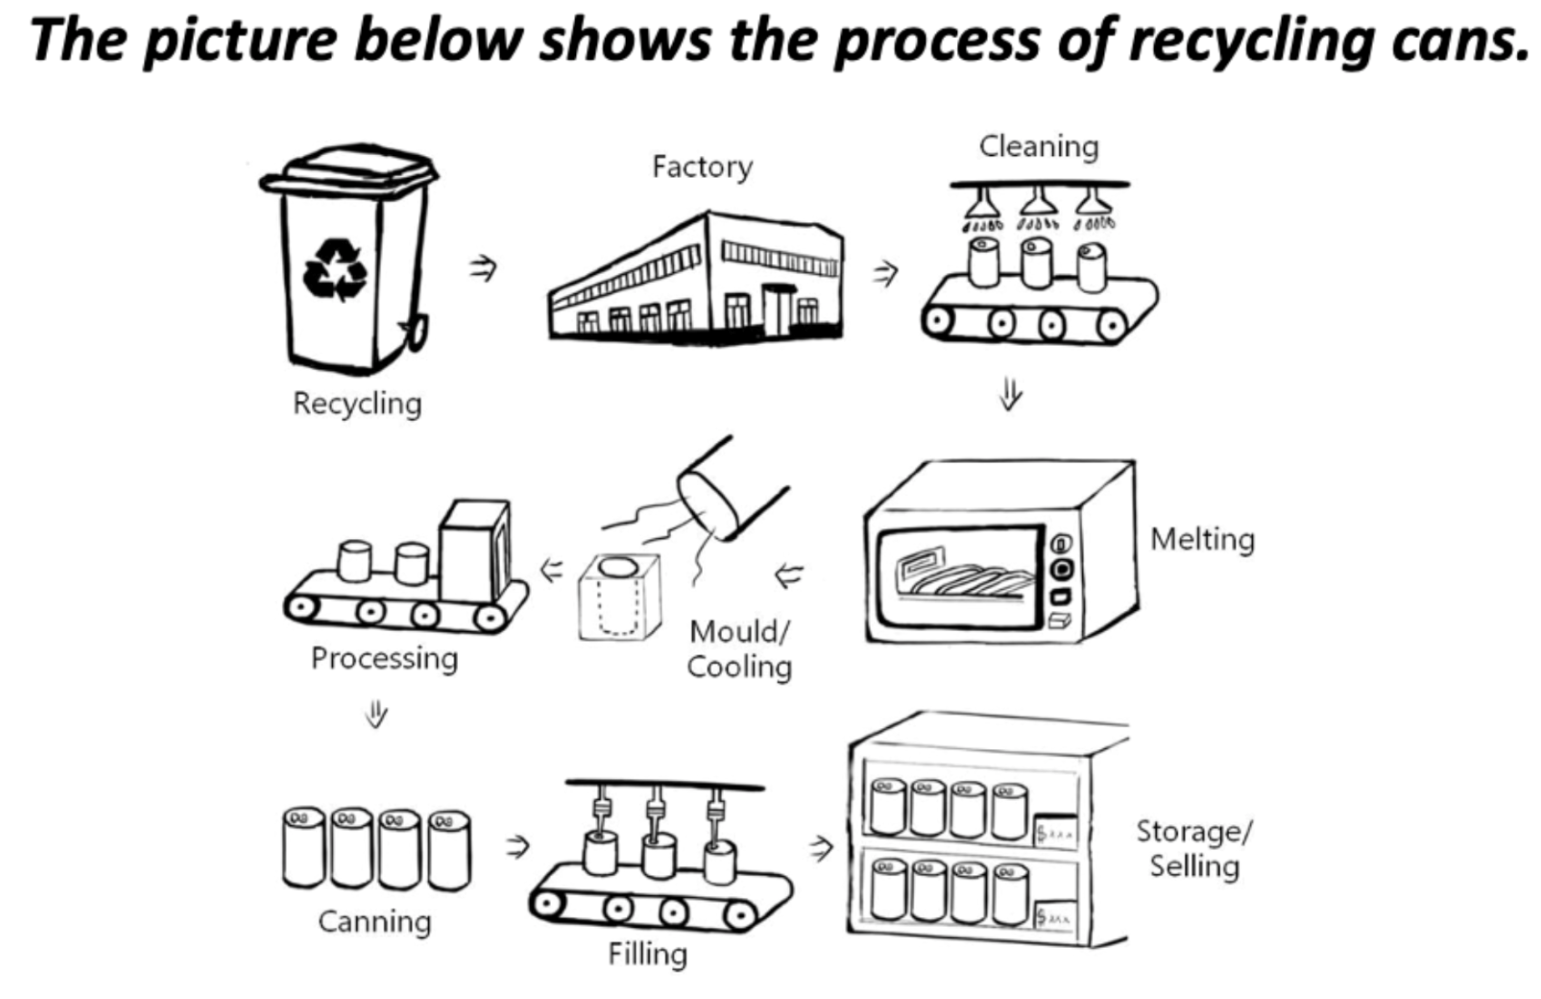 The picture below shows the process of recycling cans.
Recycling
Factory
Cleaning
Melting
Mould/
Cooling
Processing
Canning
Filling
Storage/
Selling